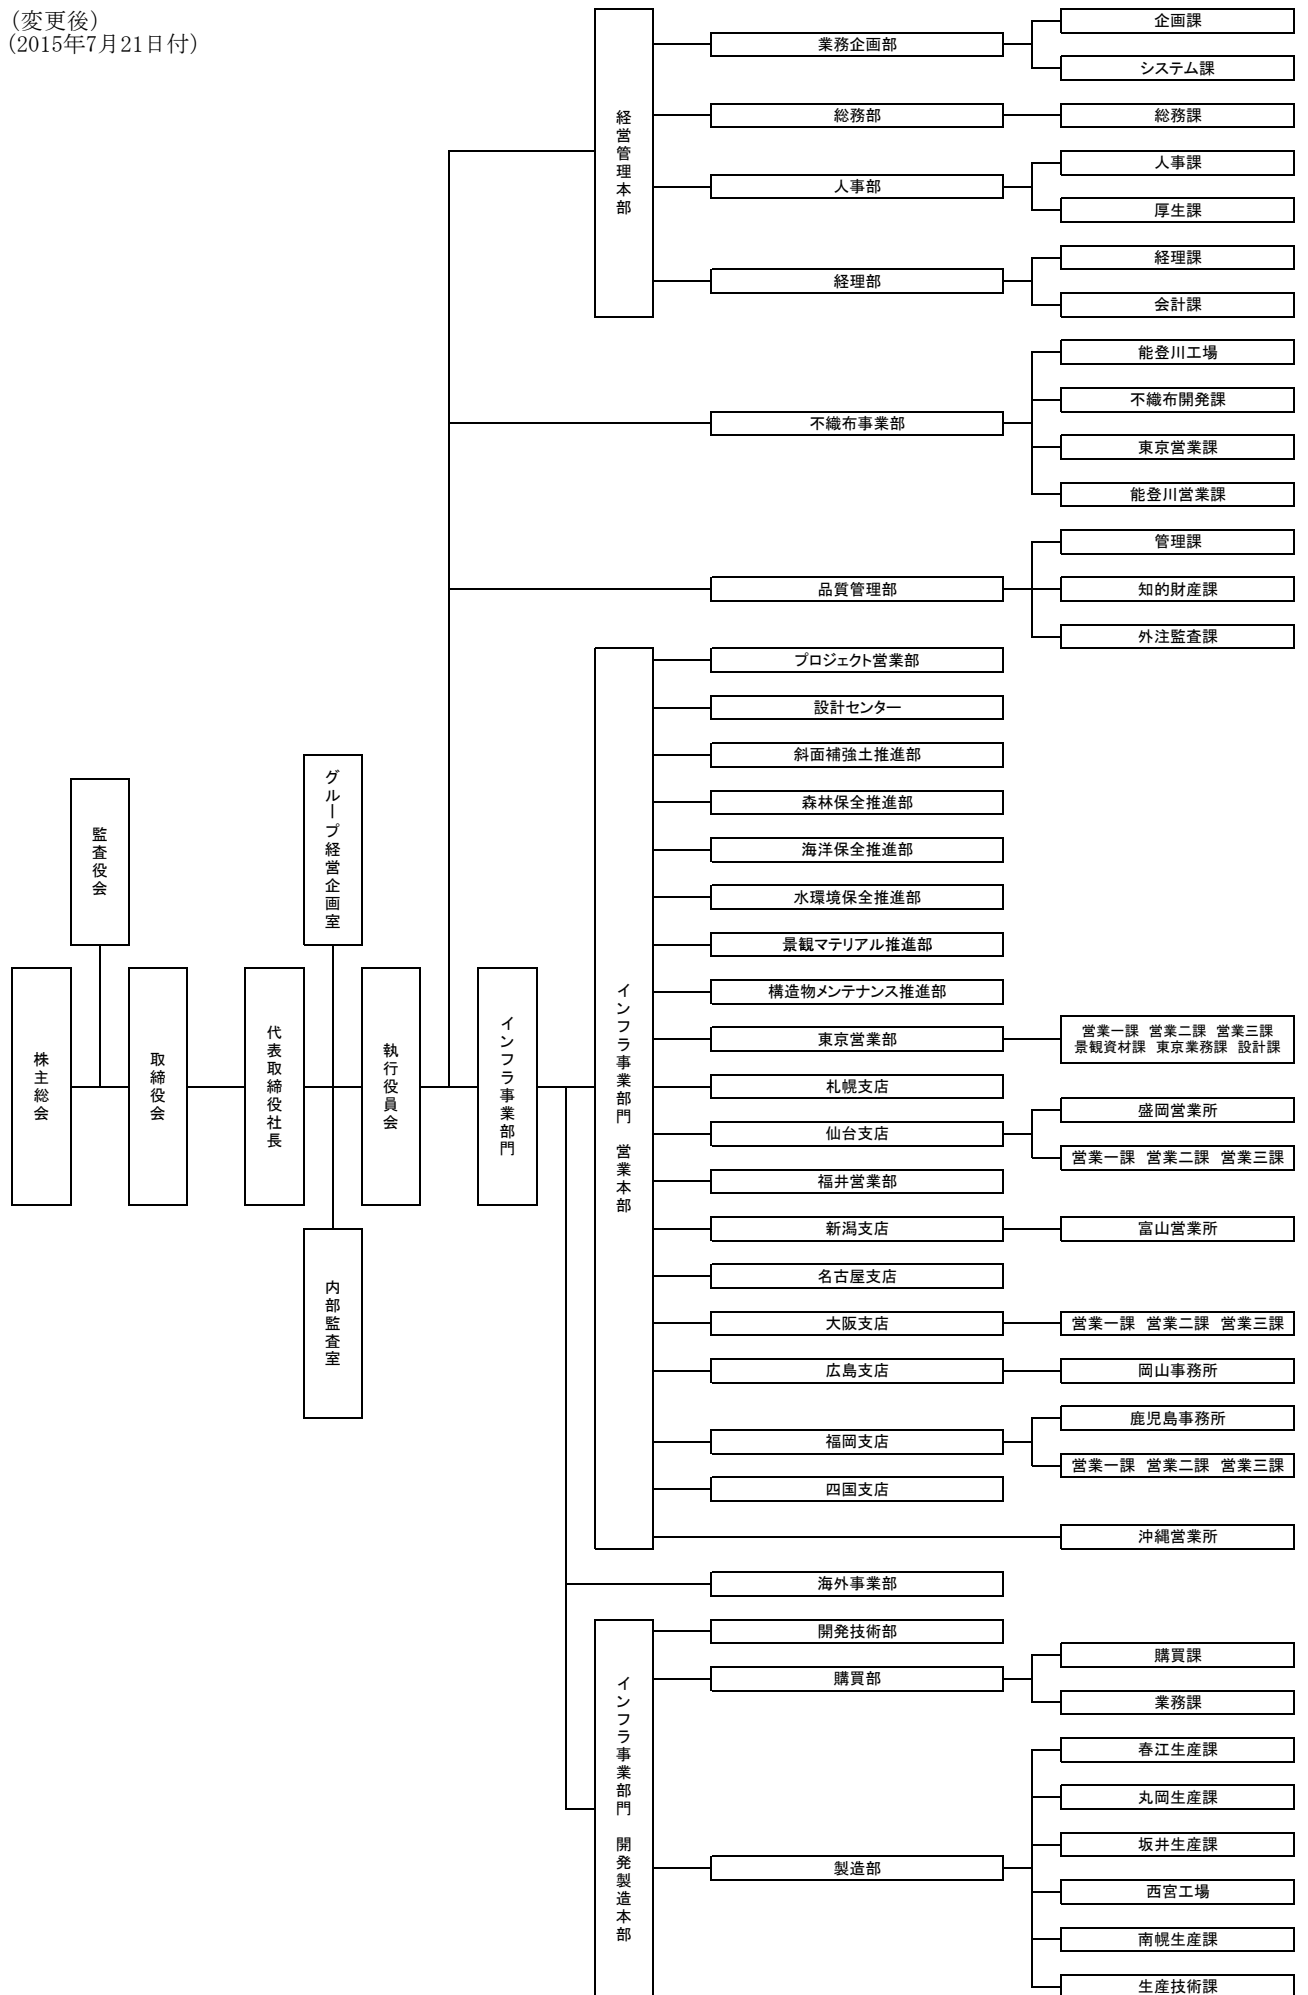 (変更後)
(2015年7月21日付)
経営管理本部
業務企画部
企画課
システム課
総務部
総務課
人事部
人事課
厚生課
経理部
経理課
会計課
不織布事業部
能登川工場
不織布開発課
東京営業課
能登川営業課
品質管理部
管理課
知的財産課
外注監査課
株主総会
監査役会
取締役会
代表取締役社長
グループ経営企画室
内部監査室
執行役員会
インフラ事業部門
インフラ事業部門 営業本部
プロジェクト営業部
設計センター
斜面補強土推進部
森林保全推進部
海洋保全推進部
水環境保全推進部
景観マテリアル推進部
構造物メンテナンス推進部
東京営業部
営業一課 営業二課 営業三課
景観資材課 東京業務課 設計課
札幌支店
仙台支店
盛岡営業所
営業一課 営業二課 営業三課
福井営業部
新潟支店
富山営業所
名古屋支店
大阪支店
営業一課 営業二課 営業三課
広島支店
岡山事務所
福岡支店
鹿児島事務所
営業一課 営業二課 営業三課
四国支店
沖縄営業所
海外事業部
インフラ事業部門 開発製造本部
開発技術部
購買部
購買課
業務課
製造部
春江生産課
丸岡生産課
坂井生産課
西宮工場
南幌生産課
生産技術課